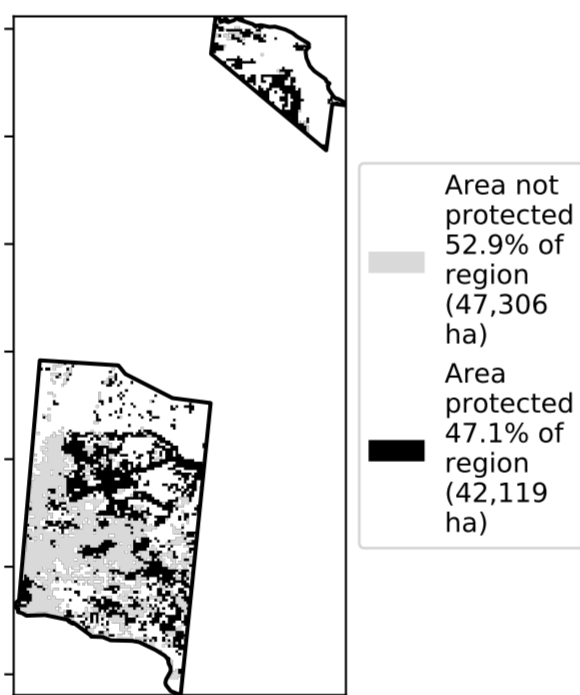 Area not
protected
52.9% of
region
(47,306
ha)
Area
protected
47.1% of
region
(42,119
ha)